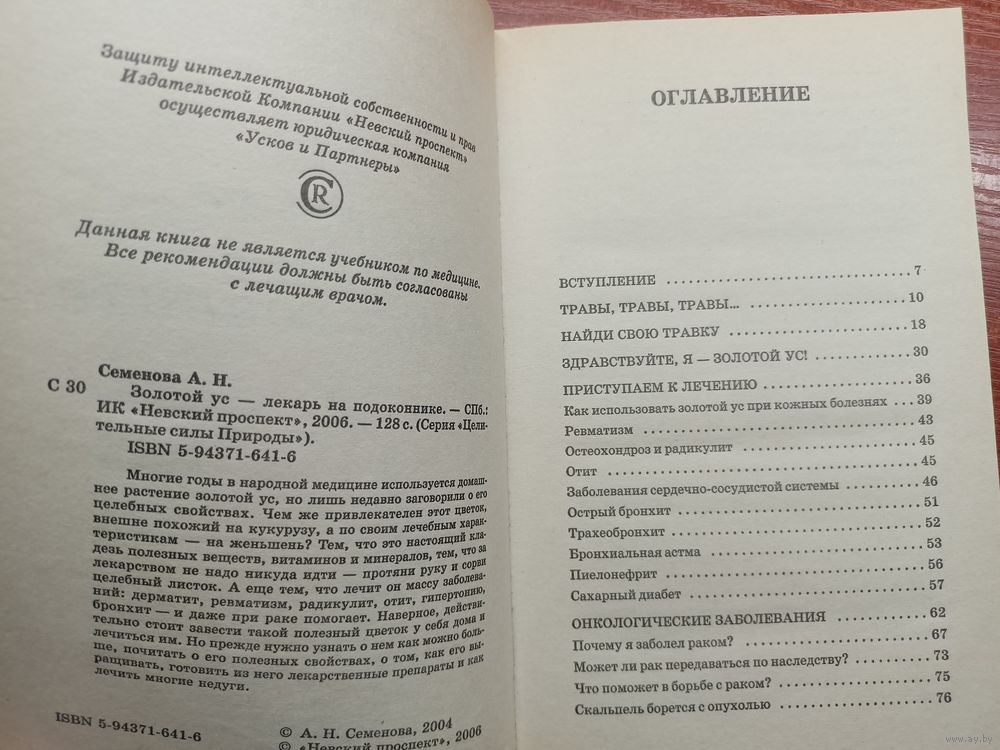 Защиту интеллектуальной собственности и прав
Издательской Компании «Невский проспект»
осуществляет юридическая компания
«Усков и Партнеры»
CR
Данная книга не является учебником по медицине.
Все рекомендации должны быть согласованы
с лечащим врачом.
Семенова А. Н.
С 30 Золотой ус — лекарь на подоконнике. — СПб.:
ИК «Невский проспект», 2006. — 128 с. (Серия «Цели-
тельные силы Природы»).
ISBN 5-94371-641-6
Многие годы в народной медицине используется домаш-
нее растение золотой ус, но лишь недавно заговорили о его
целебных свойствах. Чем же привлекателен этот цветок,
внешне похожий на кукурузу, а по своим лечебным харак-
теристикам — на женьшень? Тем, что это настоящий кла-
дезь полезных веществ, витаминов и минералов, тем, что за
лекарством не надо никуда идти — протяни руку и сорви
целебный листок. А еще тем, что лечит он массу заболева-
ний: дерматит, ревматизм, радикулит, отит, гипертонию,
бронхит — и даже при раке помогает. Наверное, действи-
тельно стоит завести такой полезный цветок у себя дома и
лечиться им. Но прежде нужно узнать о нем как можно боль-
ше, почитать о его полезных свойствах, о том, как его вы-
ращивать, готовить из него лекарственные препараты и как
лечить многие недуги.
ISBN 5-94371-641-6
© А. Н. Семенова, 2004
© «Невский проспект», 2006
ОГЛАВЛЕНИЕ
ВСТУПЛЕНИЕ 7
ТРАВЫ, ТРАВЫ, ТРАВЫ... 10
НАЙДИ СВОЮ ТРАВКУ 18
ЗДРАВСТВУЙТЕ, Я — ЗОЛОТОЙ УС! 30
ПРИСТУПАЕМ К ЛЕЧЕНИЮ 36
Как использовать золотой ус при кожных болезнях 39
Ревматизм 43
Остеохондроз и радикулит 45
Отит 45
Заболевания сердечно-сосудистой системы 46
Острый бронхит 51
Трахеобронхит 52
Бронхиальная астма 53
Пиелонефрит 56
Сахарный диабет 57
ОНКОЛОГИЧЕСКИЕ ЗАБОЛЕВАНИЯ 62
Почему я заболел раком? 67
Может ли рак передаваться по наследству? 73
Что поможет в борьбе с раком? 75
Скальпель борется с опухолью 76
www.ay.by